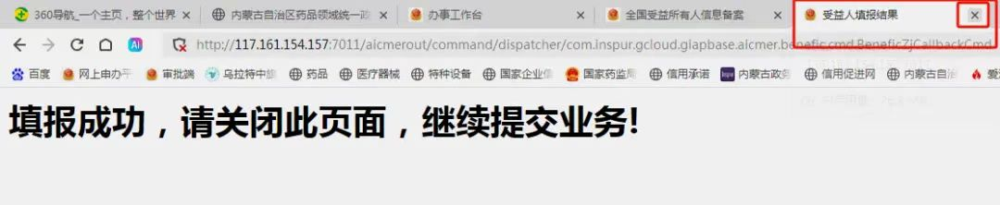 360导航_一个主页，整个世界
内蒙古自治区药品领域统一政
办事工作台
全国受益所有人信息备案
受益人填报结果
Ai
http://117.161.154.157:7011/aicmerout/command/dispatcher/com.inspur.gcloud.giapbase.aicmer.benefic.cmd.BeneficZjCallbackCmd
百度 网上申办平 审批端 乌拉特中旗 药品 医疗器械 特种设备 国家企业信 国家药监局 信用承诺 内蒙古政务 信用促进网 内蒙古自治
填报成功，请关闭此页面，继续提交业务!